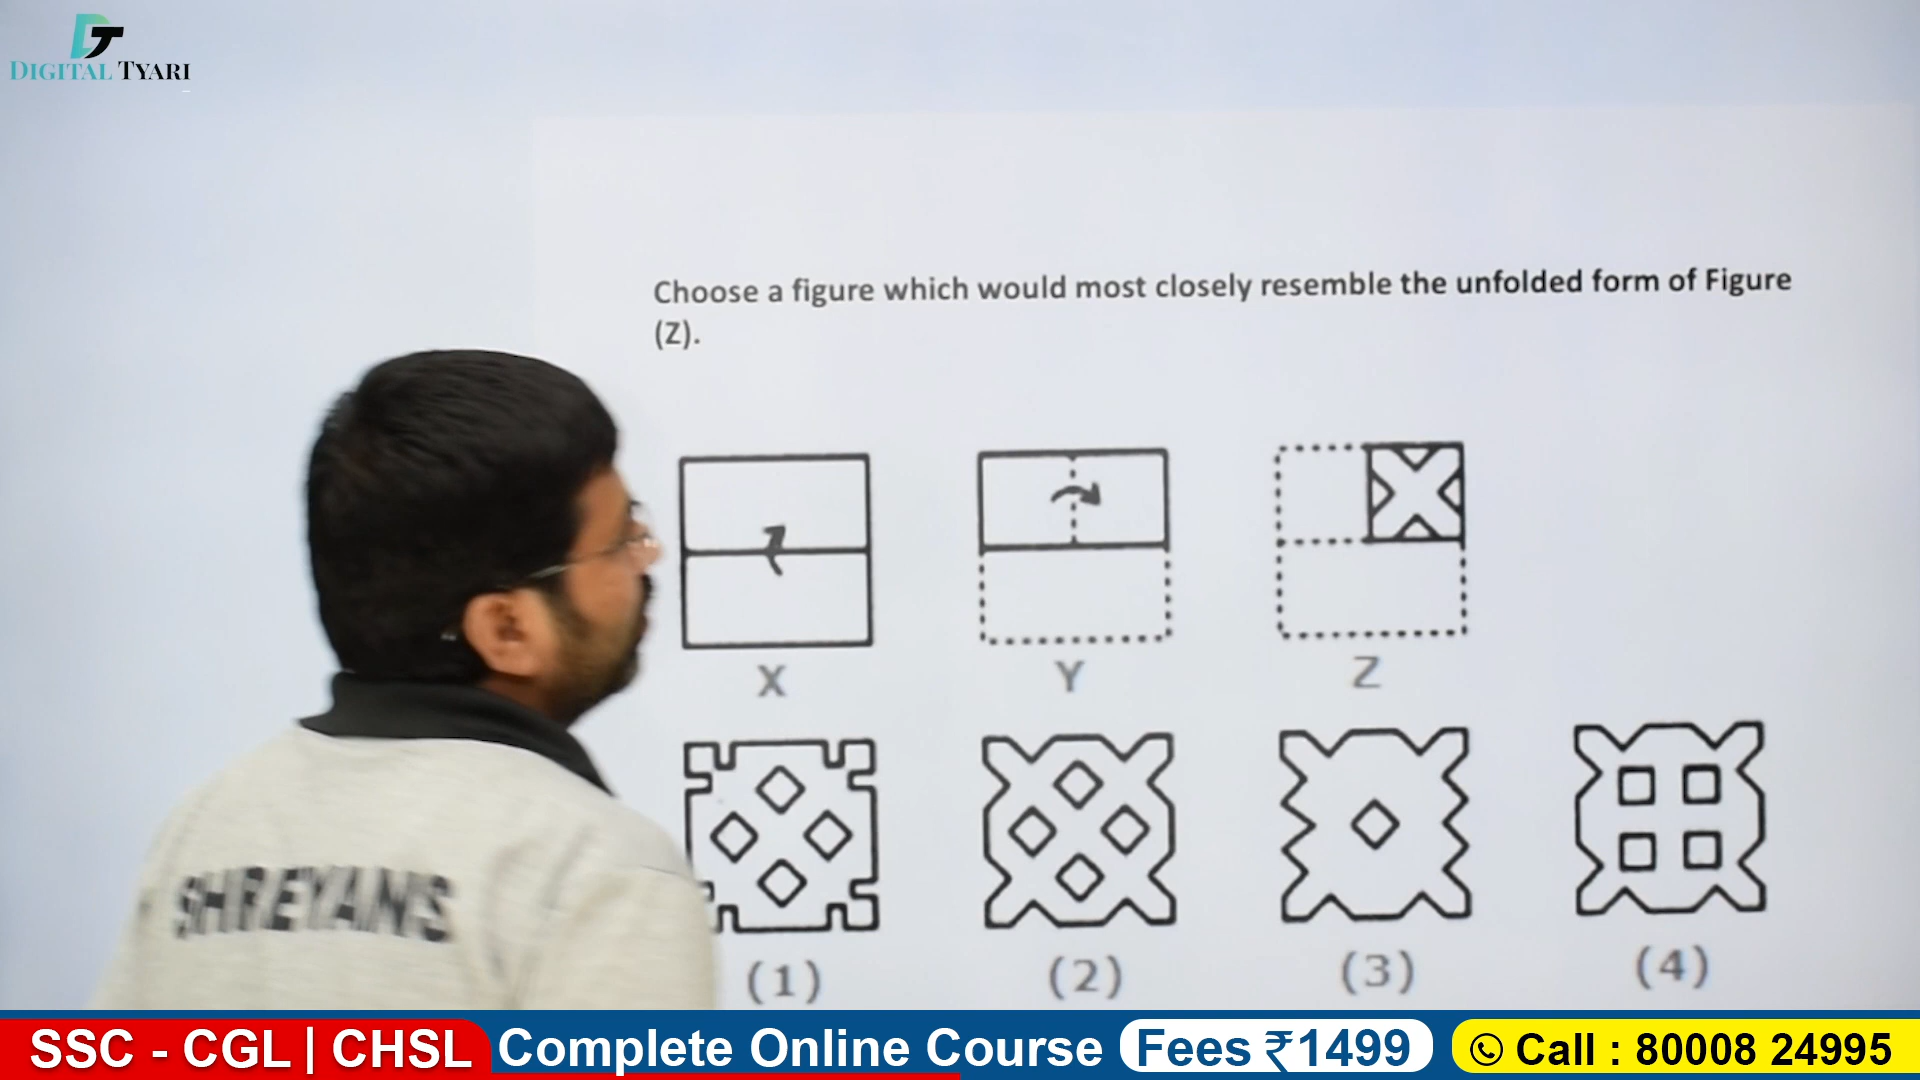 DT
DIGITAL TYARI
Choose a figure which would most closely resemble the unfolded form of Figure
(Z).
X
Y
Z
(1)
(2)
(3)
(4)
SHREYANS
SSC - CGL | CHSL
Complete Online Course
Fees ₹1499
Call : 80008 24995